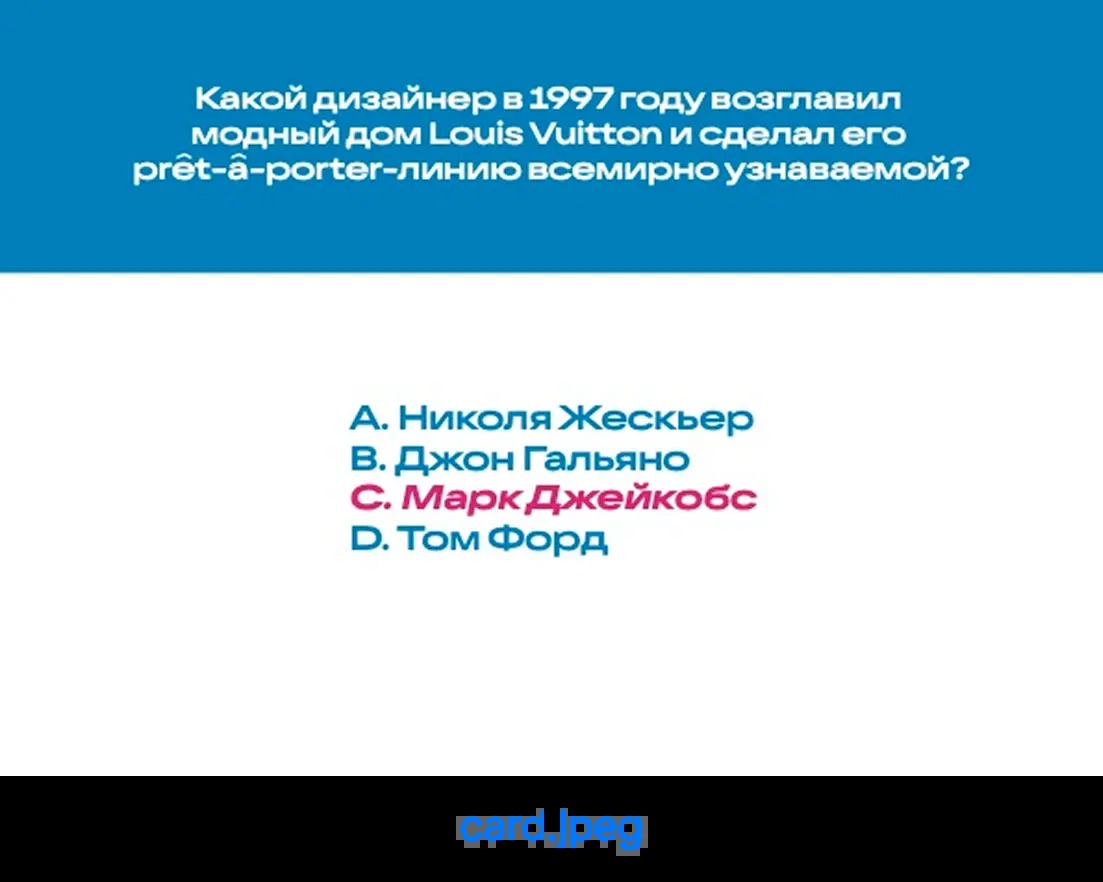 Какой дизайнер в 1997 году возглавил
модный дом Louis Vuitton и сделал его
prêt-â-porter-линию всемирно узнаваемой?
A. Николя Жескьер
B. Джон Гальяно
C. Марк Джейкобс
D. Том Форд
card.jpeg